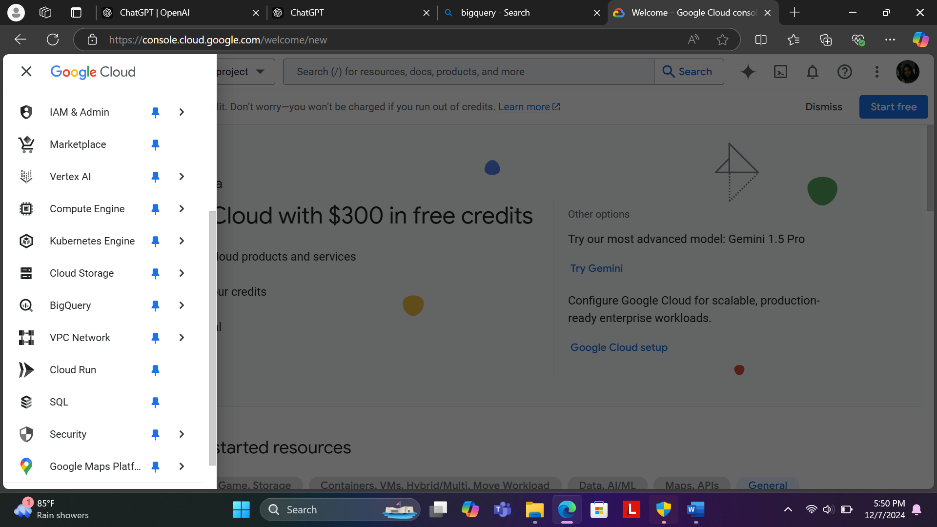 ChatGPT | OpenAI
ChatGPT
bigquery - Search
Welcome – Google Cloud conso
https://console.cloud.google.com/welcome/new
Google Cloud
project
Search (/) for resources, docs, products, and more
Search
IAM & Admin
Marketplace
Vertex AI
Compute Engine
Kubernetes Engine
Cloud Storage
BigQuery
VPC Network
Cloud Run
SQL
Security
Google Maps Platf...
dit. Don't worry—you won't be charged if you run out of credits. Learn more
Dismiss
Start free
Cloud with $300 in free credits
loud products and services
ur credits
Other options
Try our most advanced model: Gemini 1.5 Pro
Try Gemini
Configure Google Cloud for scalable, production-
ready enterprise workloads.
Google Cloud setup
started resources
Game, Storage
Containers, VMs, Hybrid/Multi, Move Workload
Data, AI/ML
Maps, APIs
General
1
85°F
Rain showers
Search
L
5:50 PM
12/7/2024